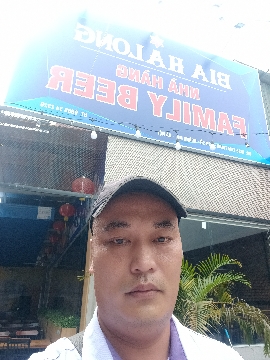 BIA HẠ LONG
NHÀ HÀNG
FAMILY BEER